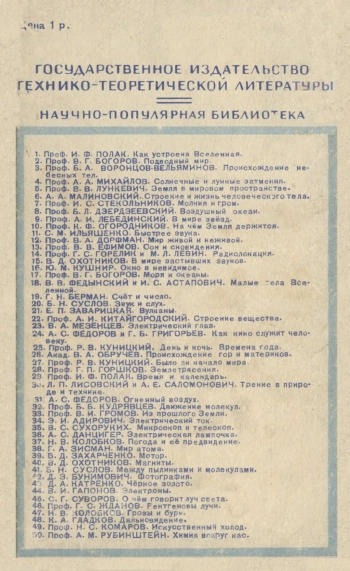 Цена 1 р.
ГОСУДАРСТВЕННОЕ ИЗДАТЕЛЬСТВО
ТЕХНИКО-ТЕОРЕТИЧЕСКОЙ ЛИТЕРАТУРЫ
НАУЧНО-ПОПУЛЯРНАЯ БИБЛИОТЕКА
1. Проф. И. Ф. ПОЛАК. Как устроена Вселенная.
2. Проф. В. Г. БОГОРОВ. Подводный мир.
3. Проф. Б. А. ВОРОНЦОВ-ВЕЛЬЯМИНОВ. Происхождение не-
бесных тел.
4. Проф. А. А. МИХАЙЛОВ. Солнечные и лунные затмения.
5. Проф. В. В. ЛУНКЕВИЧ. Земля в мировом пространстве.
6. А. А. МАЛИНОВСКИЙ. Строение и жизнь человеческого тела.
7. Проф. И. С. СТЕКОЛЬНИКОВ. Молния и гром.
8. Проф. Б. Л. ДЗЕРДЗЕЕВСКИЙ. Воздушный океан.
9. Проф. А. И. ЛЕБЕДИНСКИЙ. В мире звёзд.
10. Проф. К. Ф. ОГОРОДНИКОВ. На чём Земля держится.
11. С. М. ИЛЬЯШЕНКО. Быстрее звука.
12. Проф. В. А. ДОРФМАН. Мир живой и неживой.
13. Проф. В. В. ЕФИМОВ. Сон и сновидения.
14. Проф. Г. С. ГОРЕЛИК и М. Л. ЛЕВИН. Радиолокация.
15. В. Д. ОХОТНИКОВ. В мире застывших звуков.
16. Ю. М. КУШНИР. Окно в невидимое.
17. Проф. В. Г. БОГОРОВ. Моря и океаны.
18. В. В. ФЕДЫНСКИЙ и И. С. АСТАПОВИЧ. Малые тела Все-
ленной.
19. Г. Н. БЕРМАН. Счёт и число.
20. Б. Н. СУСЛОВ. Звук и слух.
21. Е. П. ЗАВАРИЦКАЯ. Вулканы.
22. Проф. А. И. КИТАЙГОРОДСКИЙ. Строение вещества.
23. В. А. МЕЗЕНЦЕВ. Электрический глаз.
24. А. С. ФЕДОРОВ и Г. Б. ГРИГОРЬЕВ. Как кино служит чело-
веку.
25. Проф. Р. В. КУНИЦКИЙ. День и ночь. Времена года.
26. Акад. В. А. ОБРУЧЕВ. Происхождение гор и материков.
27. Проф. Р. В. КУНИЦКИЙ. Было ли начало мира.
28. Проф. Г. П. ГОРШКОВ. Землетрясения.
29. Проф. И. Ф. ПОЛАК. Время и календарь.
30. Л. П. ЛИСОВСКИЙ и А. Е. САЛОМОНОВИЧ. Трение в приро-
де и технике.
31. А. С. ФЕДОРОВ. Огненный воздух.
32. Проф. Б. Б. КУДРЯВЦЕВ. Движение молекул.
33. Проф. В. И. ГРОМОВ. Из прошлого Земли.
34. Э. И. АДИРОВИЧ. Электрический ток.
35. В. С. СУХОРУКИХ. Микроскоп и телескоп.
36. А. С. ДАНЦИГЕР. Электрическая лампочка.
37. Н. В. КОЛОБКОВ. Погода и её предвидение.
38. Г. А. ЗИСМАН. Мир атома.
39. В. Д. ЗАХАРЧЕНКО. Мотор.
40. В. Д. ОХОТНИКОВ. Магниты.
41. Б. Н. СУСЛОВ. Между пылинками и молекулами.
42. Д. З. БУНИМОВИЧ. Фотография.
43. Д. А. КАТРЕНКО. Чёрное золото.
44. В. И. ГАПОНОВ. Электроны.
45. С. Г. СУВОРОВ. О чём говорит луч света.
46. Проф. Г. С. ЖДАНОВ. Рентгеновы лучи.
47. Н. В. КОЛОБКОВ. Грозы и бури.
48. К. А. ГЛАДКОВ. Дальновидение.
49. Проф. Н. С. КОМАРОВ. Искусственный холод.
50. Проф. А. М. РУБИНШТЕЙН. Химия вокруг нас.